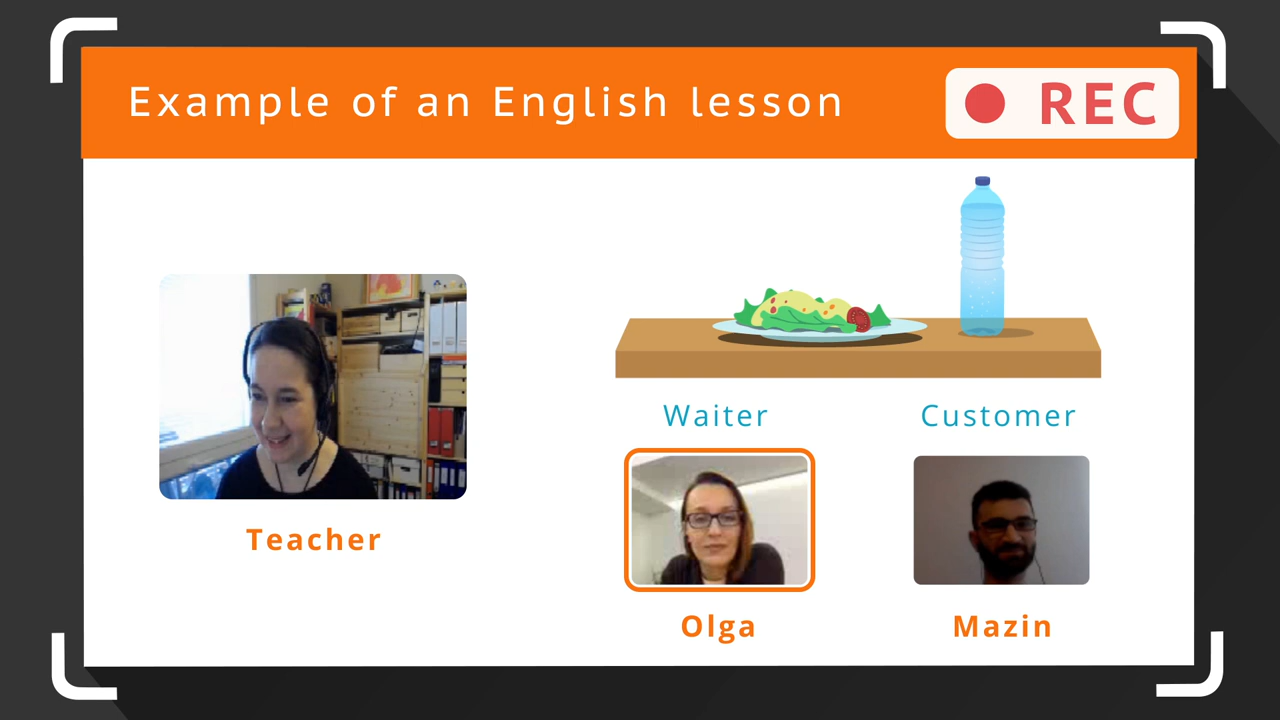 Example of an English lesson
REC
Waiter
Customer
Teacher
Olga
Mazin